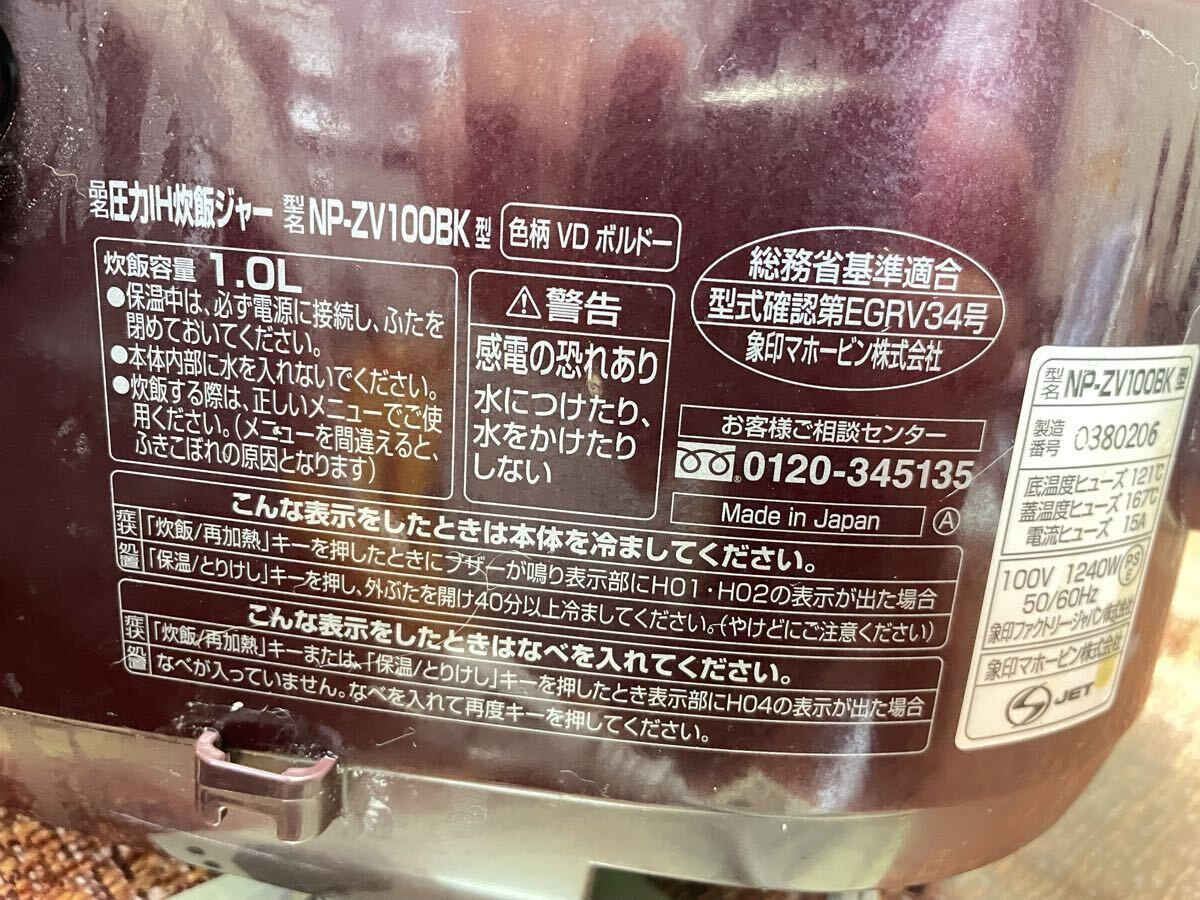 品名 圧力IH炊飯ジャー 型名 NP-ZV100BK型
色柄 VD ボルドー
炊飯容量 1.0L
●保温中は、必ず電源に接続し、ふたを
閉めておいてください。
●本体内部に水を入れないでください。
●炊飯する際は、正しいメニューでご使
用ください。(メニューを間違えると、
ふきこぼれの原因となります)
⚠警告
感電の恐れあり
水につけたり、
水をかけたり
しない
総務省基準適合
型式確認第EGRV34号
象印マホービン株式会社
お客様ご相談センター
0120-345135
Made in Japan
A
こんな表示をしたときは本体を冷ましてください。
症状 「炊飯/再加熱」キーを押したときにブザーが鳴り表示部にH01・H02の表示が出た場合
処置 「保温/とりけし」キーを押し、外ぶたを開け40分以上冷ましてください。(やけどにご注意ください)
こんな表示をしたときはなべを入れてください。
症状 「炊飯/再加熱」キーまたは、「保温/とりけし」キーを押したとき表示部にH04の表示が出た場合
処置 なべが入っていません。なべを入れて再度キーを押してください。
型名 NP-ZV100BK型
製造番号 0380206
底温度ヒューズ 121℃
蓋温度ヒューズ 167℃
電流ヒューズ 15A
100V 1240W PSE
50/60Hz
象印ファクトリー・ジャパン株式会社
象印マホービン株式会社
JET